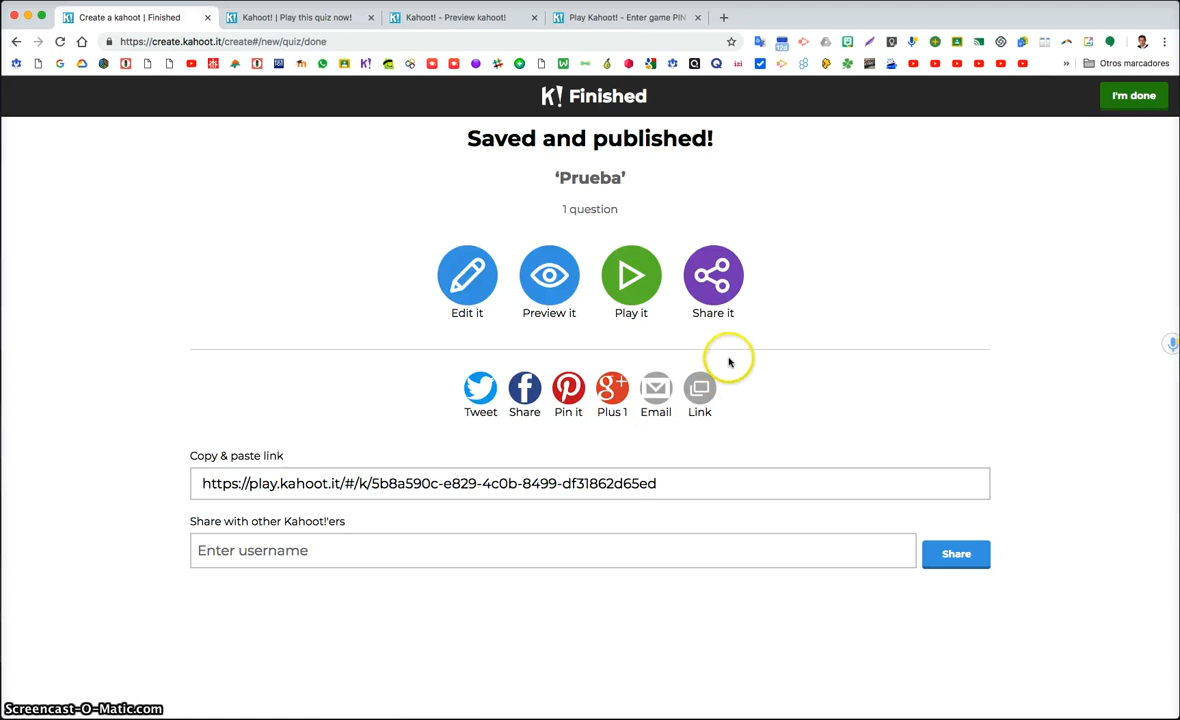 Create a kahoot | Finished
Kahoot! | Play this quiz now!
Kahoot! - Preview kahoot!
Play Kahoot! - Enter game PIN
https://create.kahoot.it/create#/new/quiz/done
Otros marcadores
K! Finished
I'm done
Saved and published!
‘Prueba’
1 question
Edit it
Preview it
Play it
Share it
Tweet
Share
Pin it
Plus 1
Email
Link
Copy & paste link
https://play.kahoot.it/#/k/5b8a590c-e829-4c0b-8499-df31862d65ed
Share with other Kahoot!'ers
Enter username
Share
Screencast-O-Matic.com